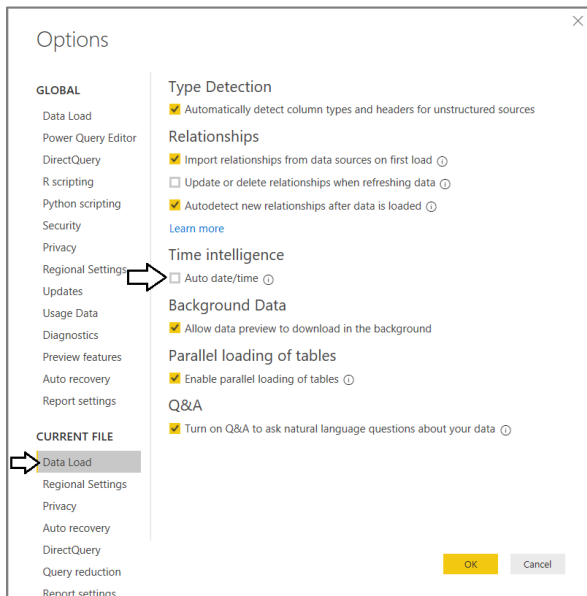 Options
GLOBAL
Data Load
Power Query Editor
DirectQuery
R scripting
Python scripting
Security
Privacy
Regional Settings
Updates
Usage Data
Diagnostics
Preview features
Auto recovery
Report settings
CURRENT FILE
Data Load
Regional Settings
Privacy
Auto recovery
DirectQuery
Query reduction
Report settings
Type Detection
Automatically detect column types and headers for unstructured sources
Relationships
Import relationships from data sources on first load
Update or delete relationships when refreshing data
Autodetect new relationships after data is loaded
Learn more
Time intelligence
Auto date/time
Background Data
Allow data preview to download in the background
Parallel loading of tables
Enable parallel loading of tables
Q&A
Turn on Q&A to ask natural language questions about your data
OK Cancel